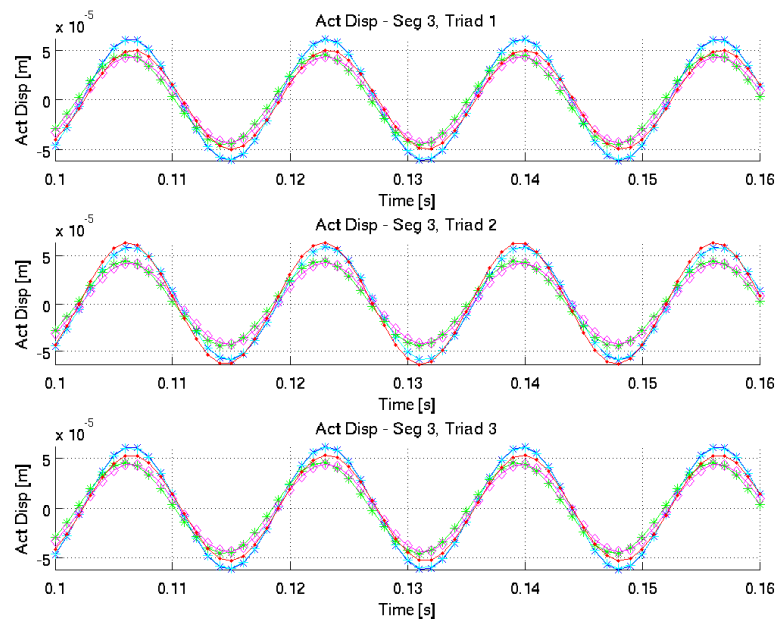 Act Disp - Seg 3, Triad 1
x 10^-5
Act Disp [m]
5
0
-5
0.1 0.11 0.12 0.13 0.14 0.15 0.16
Time [s]
Act Disp - Seg 3, Triad 2
x 10^-5
Act Disp [m]
5
0
-5
0.1 0.11 0.12 0.13 0.14 0.15 0.16
Time [s]
Act Disp - Seg 3, Triad 3
x 10^-5
Act Disp [m]
5
0
-5
0.1 0.11 0.12 0.13 0.14 0.15 0.16
Time [s]